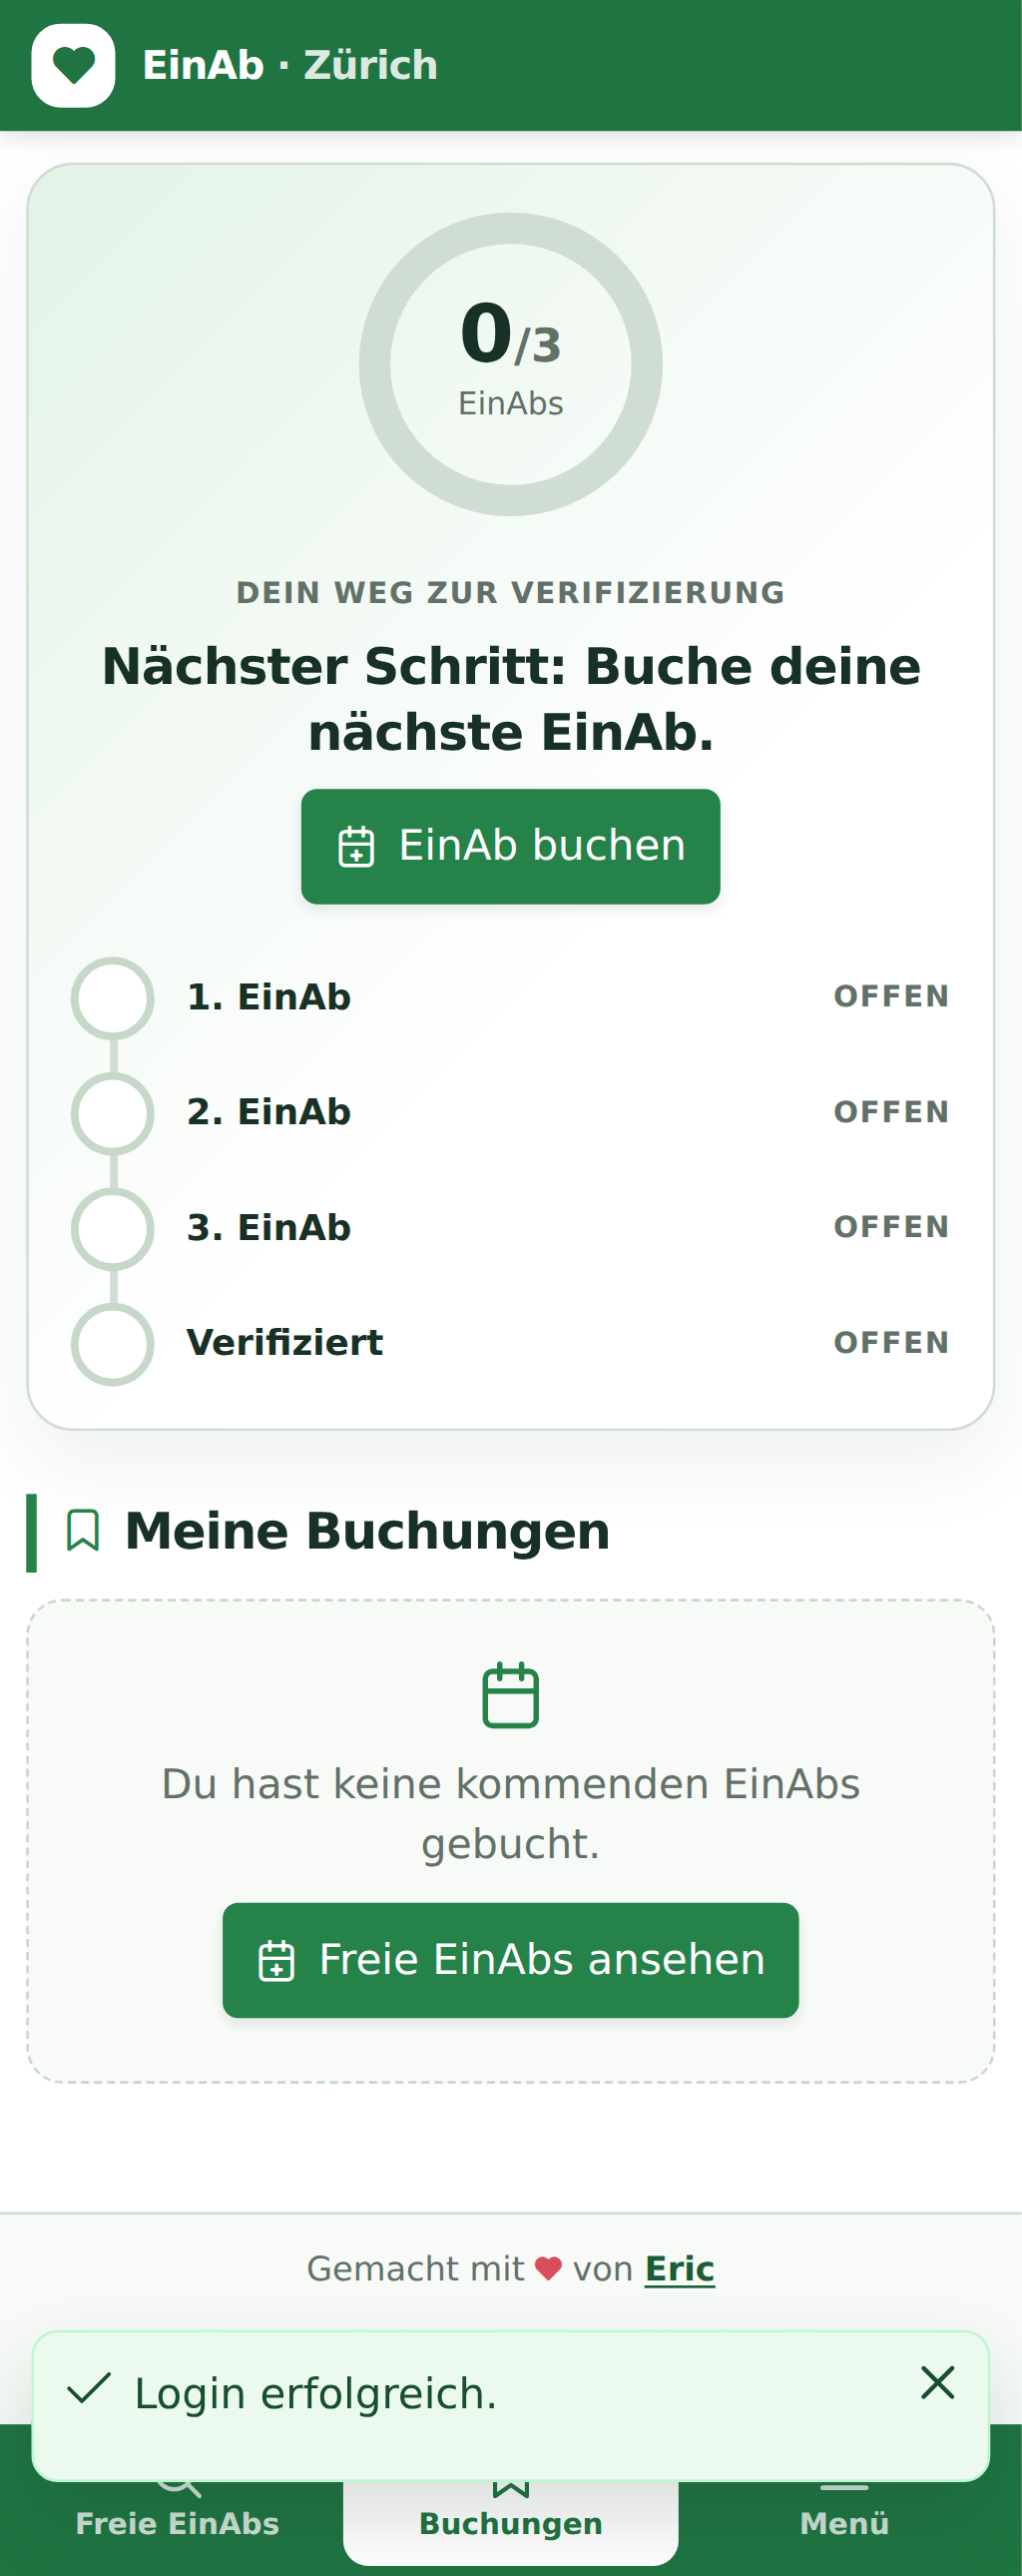 EinAb · Zürich
0/3
EinAbs
DEIN WEG ZUR VERIFIZIERUNG
Nächster Schritt: Buche deine
nächste EinAb.
EinAb buchen
1. EinAb OFFEN
2. EinAb OFFEN
3. EinAb OFFEN
Verifiziert OFFEN
Meine Buchungen
Du hast keine kommenden EinAbs
gebucht.
Freie EinAbs ansehen
Gemacht mit ❤ von Eric
Login erfolgreich.
Freie EinAbs Buchungen Menü